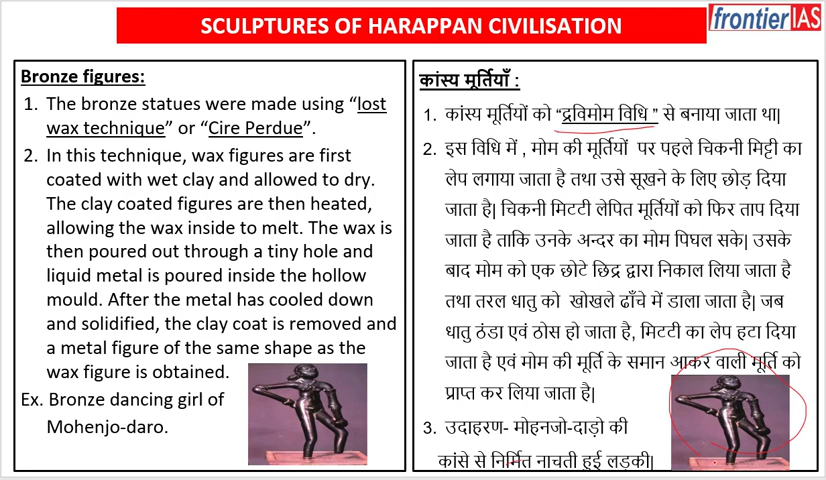 SCULPTURES OF HARAPPAN CIVILISATION
frontier IAS
Bronze figures:
1. The bronze statues were made using “lost
wax technique” or “Cire Perdue”.
2. In this technique, wax figures are first
coated with wet clay and allowed to dry.
The clay coated figures are then heated,
allowing the wax inside to melt. The wax is
then poured out through a tiny hole and
liquid metal is poured inside the hollow
mould. After the metal has cooled down
and solidified, the clay coat is removed and
a metal figure of the same shape as the
wax figure is obtained.
Ex. Bronze dancing girl of
Mohenjo-daro.
कांस्य मूर्तियाँ :
1. कांस्य मूर्तियों को “द्रविमोम विधि ” से बनाया जाता था|
2. इस विधि में , मोम की मूर्तियों पर पहले चिकनी मिट्टी का
लेप लगाया जाता है तथा उसे सूखने के लिए छोड़ दिया
जाता है| चिकनी मिटटी लेपित मूर्तियों को फिर ताप दिया
जाता है ताकि उनके अन्दर का मोम पिघल सके| उसके
बाद मोम को एक छोटे छिद्र द्वारा निकाल लिया जाता है
तथा तरल धातु को खोखले ढाँचे में डाला जाता है| जब
धातु ठंडा एवं ठोस हो जाता है, मिटटी का लेप हटा दिया
जाता है एवं मोम की मूर्ति के समान आकर वाली मूर्ति को
प्राप्त कर लिया जाता है|
3. उदाहरण- मोहनजो-दाड़ो की
कांसे से निर्मित नाचती हुई लड़की|